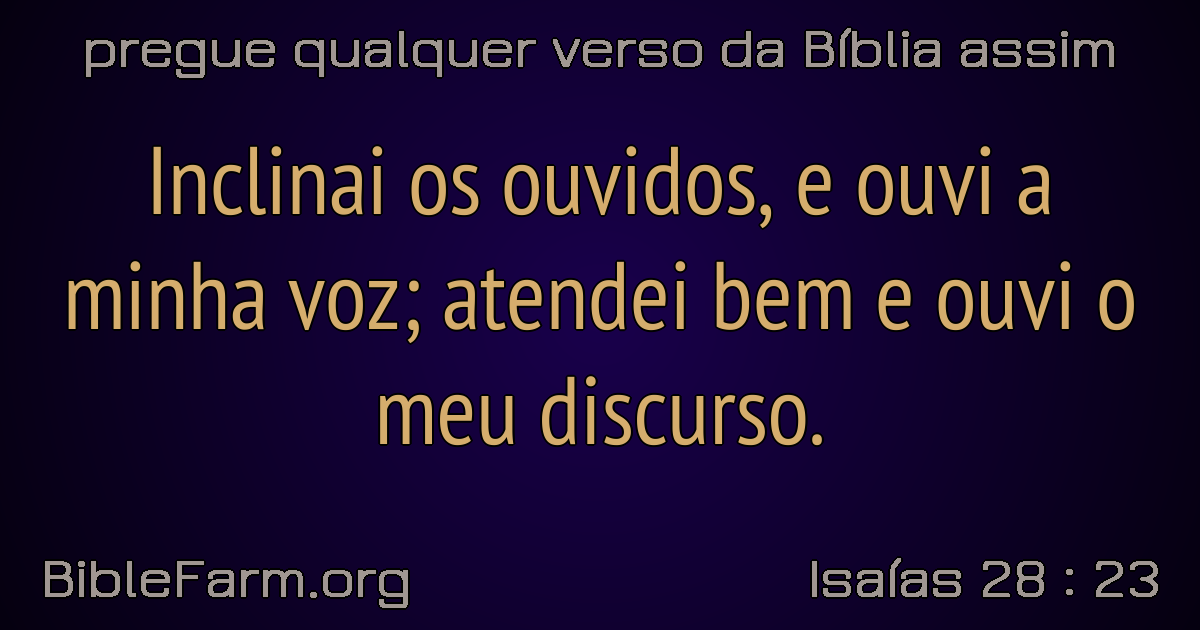 pregue qualquer verso da Bíblia assim
Inclinai os ouvidos, e ouvi a
minha voz; atendei bem e ouvi o
meu discurso.
BibleFarm.org
Isaías 28 : 23